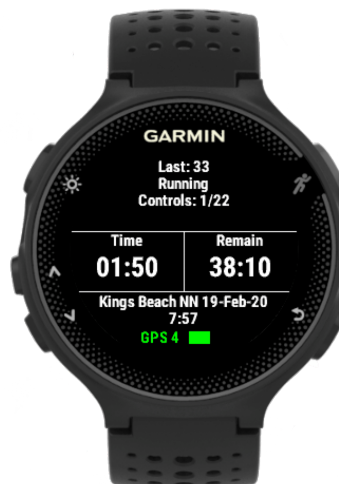 GARMIN
Last: 33
Running
Controls: 1/22
Time Remain
01:50 38:10
Kings Beach NN 19-Feb-20
7:57
GPS 4